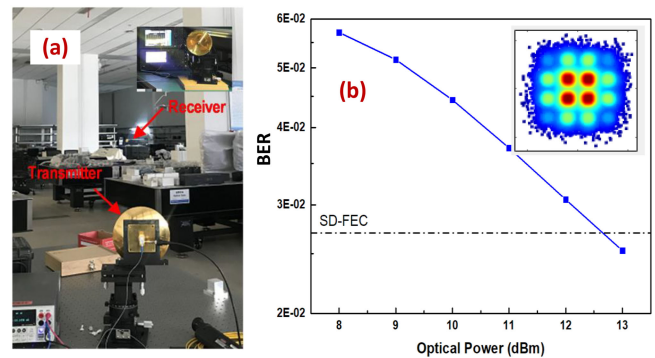 (a)
Receiver
Transmitter
(b)
BER
6E-02
5E-02
4E-02
3E-02
2E-02
SD-FEC
8 9 10 11 12 13
Optical Power (dBm)